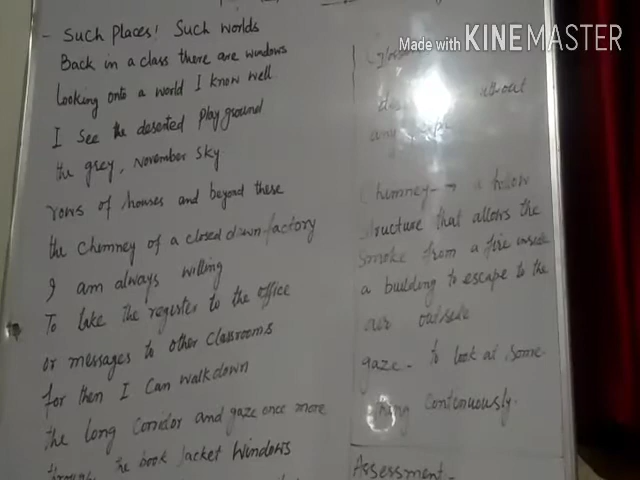 Made with KINEMASTER
- Such Places! Such worlds
Back in a class there are windows
Looking onto a world I know well
I see the deserted Play ground
the grey, November sky
rows of houses and beyond these
the chimney of a closed down factory
I am always willing
To take the register to the office
or messages to other classrooms
for then I can walk down
the long corridor and gaze once more
the book Jacket windows
without
any
Chimney → a hollow
structure that allows the
smoke from a fire inside
a building to escape to the
air outside
gaze - to look at some-
continuously.
Assessment -